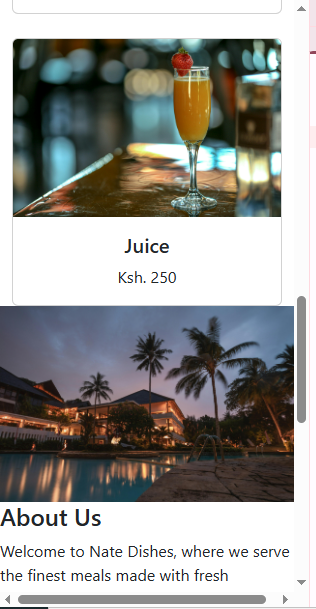 Juice
Ksh. 250
About Us
Welcome to Nate Dishes, where we serve
the finest meals made with fresh